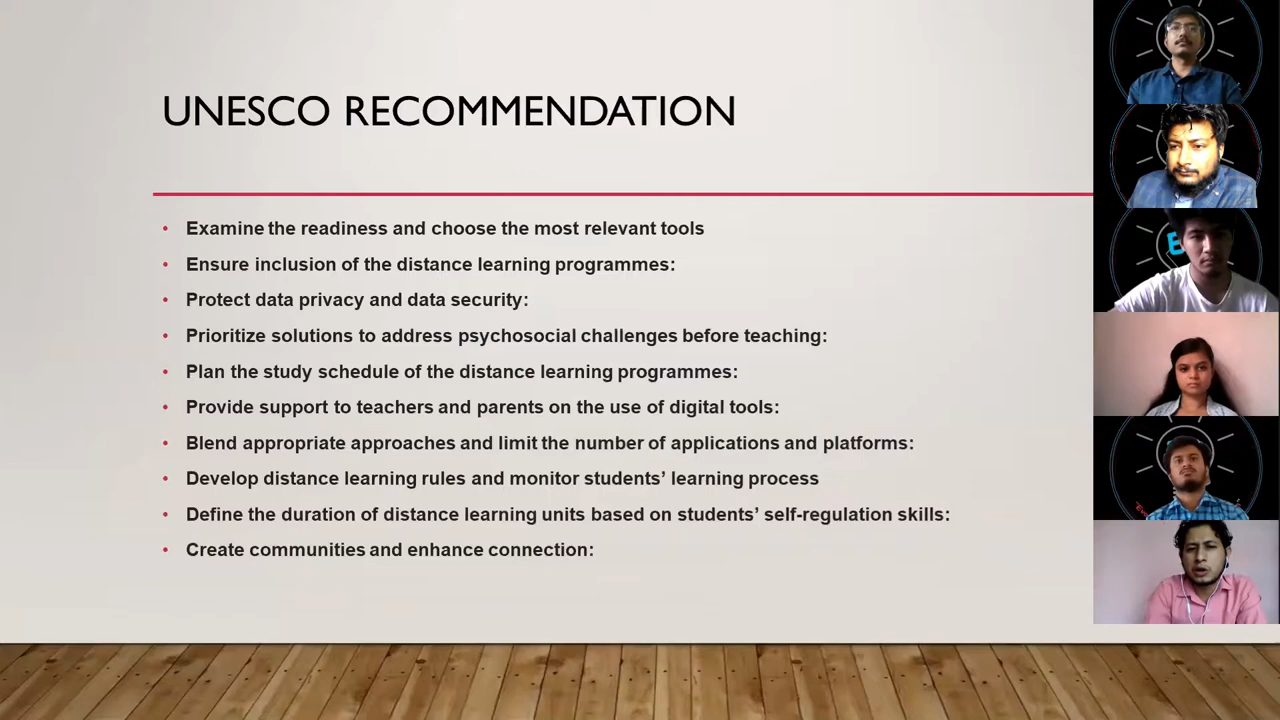 UNESCO RECOMMENDATION
• Examine the readiness and choose the most relevant tools
• Ensure inclusion of the distance learning programmes:
• Protect data privacy and data security:
• Prioritize solutions to address psychosocial challenges before teaching:
• Plan the study schedule of the distance learning programmes:
• Provide support to teachers and parents on the use of digital tools:
• Blend appropriate approaches and limit the number of applications and platforms:
• Develop distance learning rules and monitor students’ learning process
• Define the duration of distance learning units based on students’ self-regulation skills:
• Create communities and enhance connection: